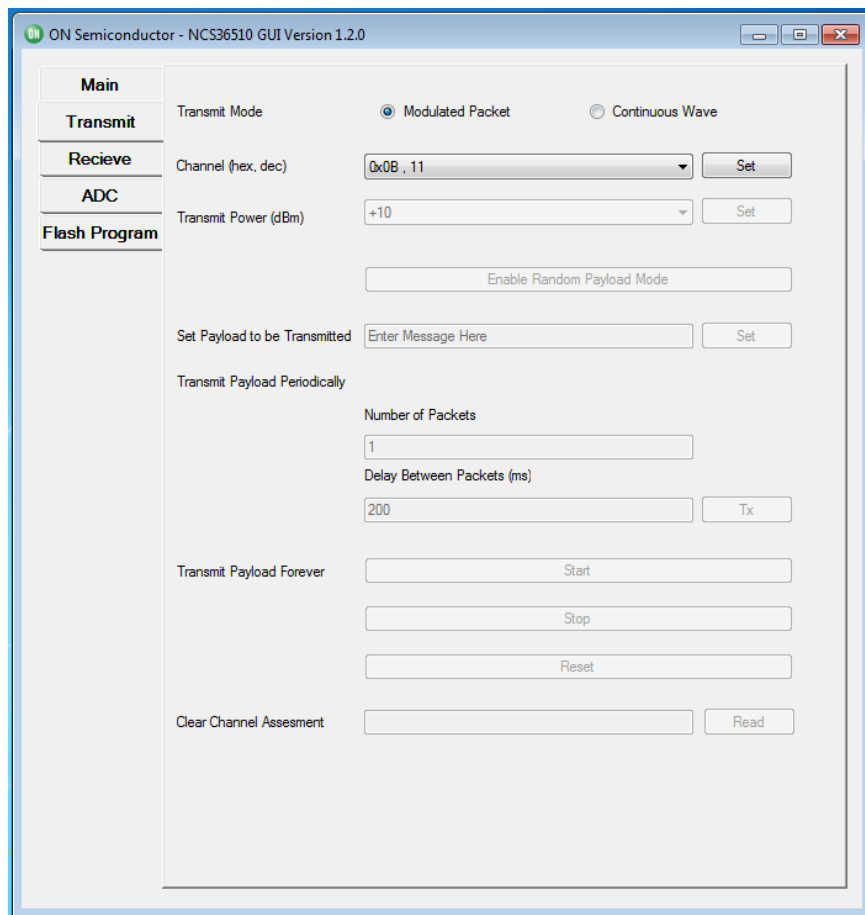 ON ON Semiconductor - NCS36510 GUI Version 1.2.0
Main
Transmit
Recieve
ADC
Flash Program
Transmit Mode Modulated Packet Continuous Wave
Channel (hex, dec) 0x0B , 11 Set
Transmit Power (dBm) +10 Set
Enable Random Payload Mode
Set Payload to be Transmitted Enter Message Here Set
Transmit Payload Periodically
Number of Packets
1
Delay Between Packets (ms)
200 Tx
Transmit Payload Forever Start
Stop
Reset
Clear Channel Assesment Read